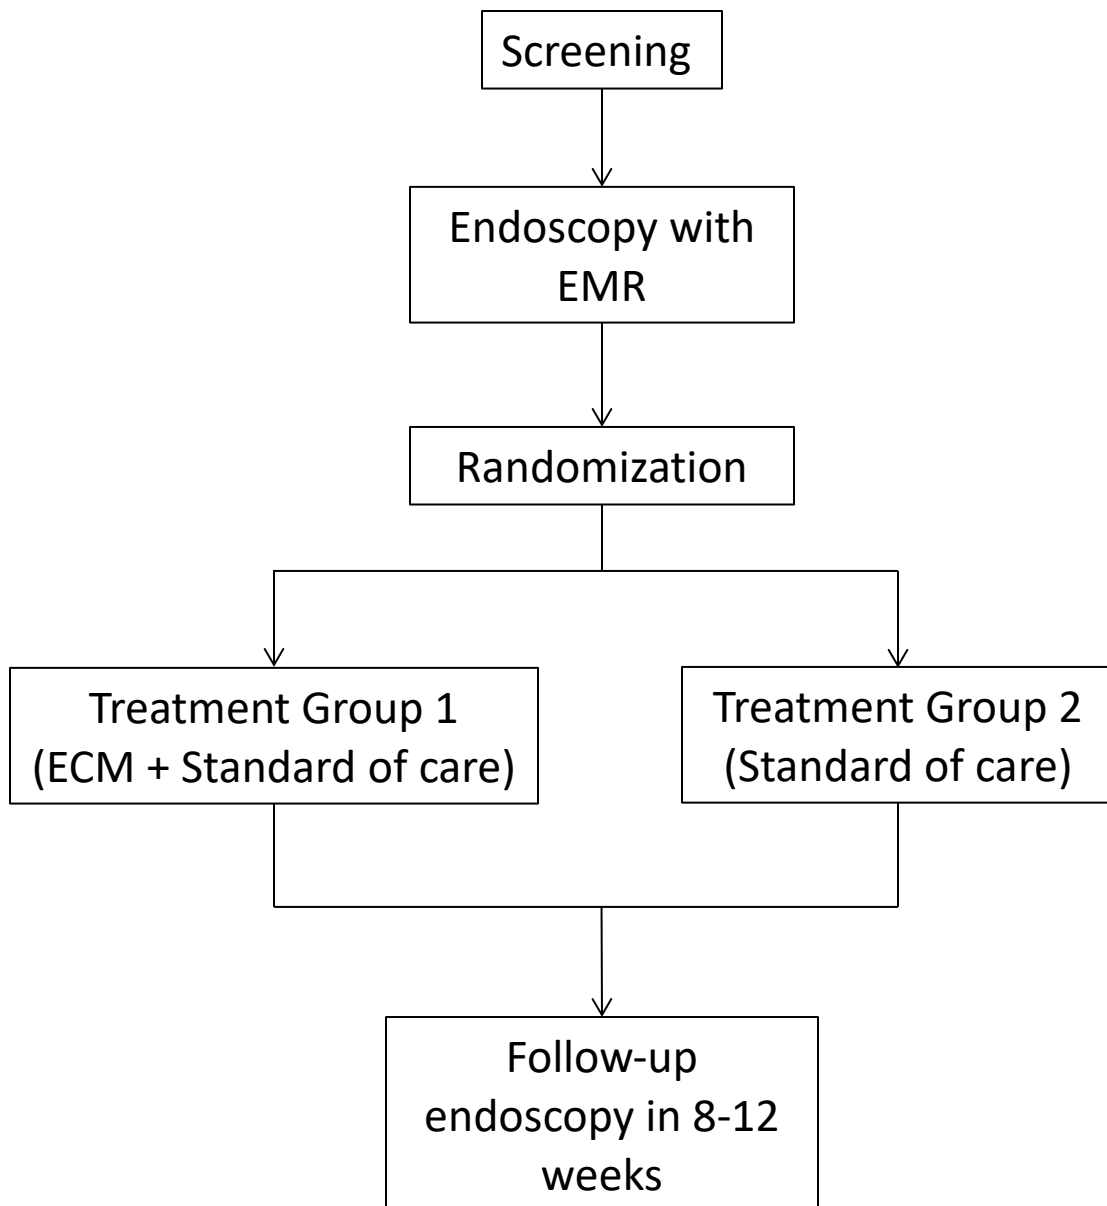 Screening
Endoscopy with
EMR
Randomization
Treatment Group 1
(ECM + Standard of care)
Treatment Group 2
(Standard of care)
Follow-up
endoscopy in 8-12
weeks